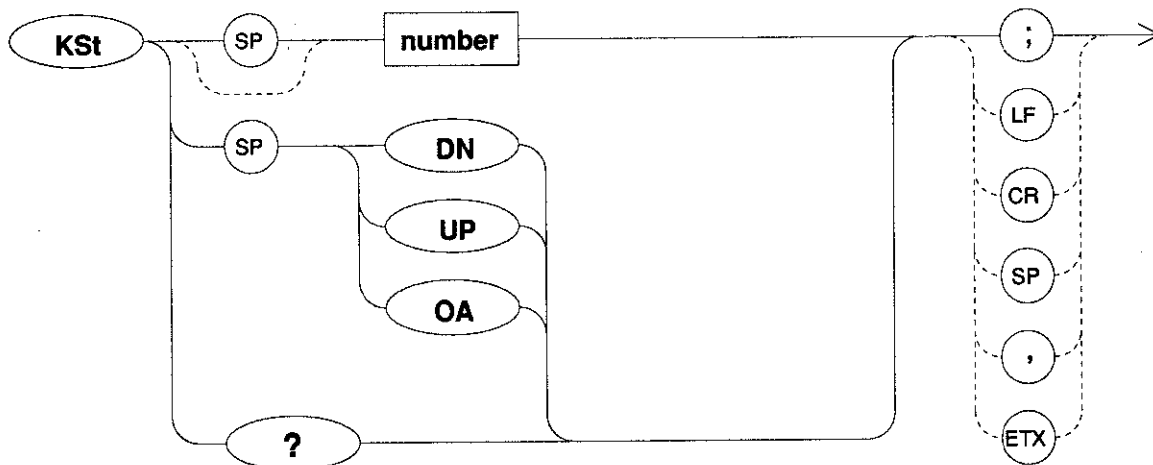 KSt SP number ;
LF
SP DN
CR
UP
SP
OA
,
? ETX